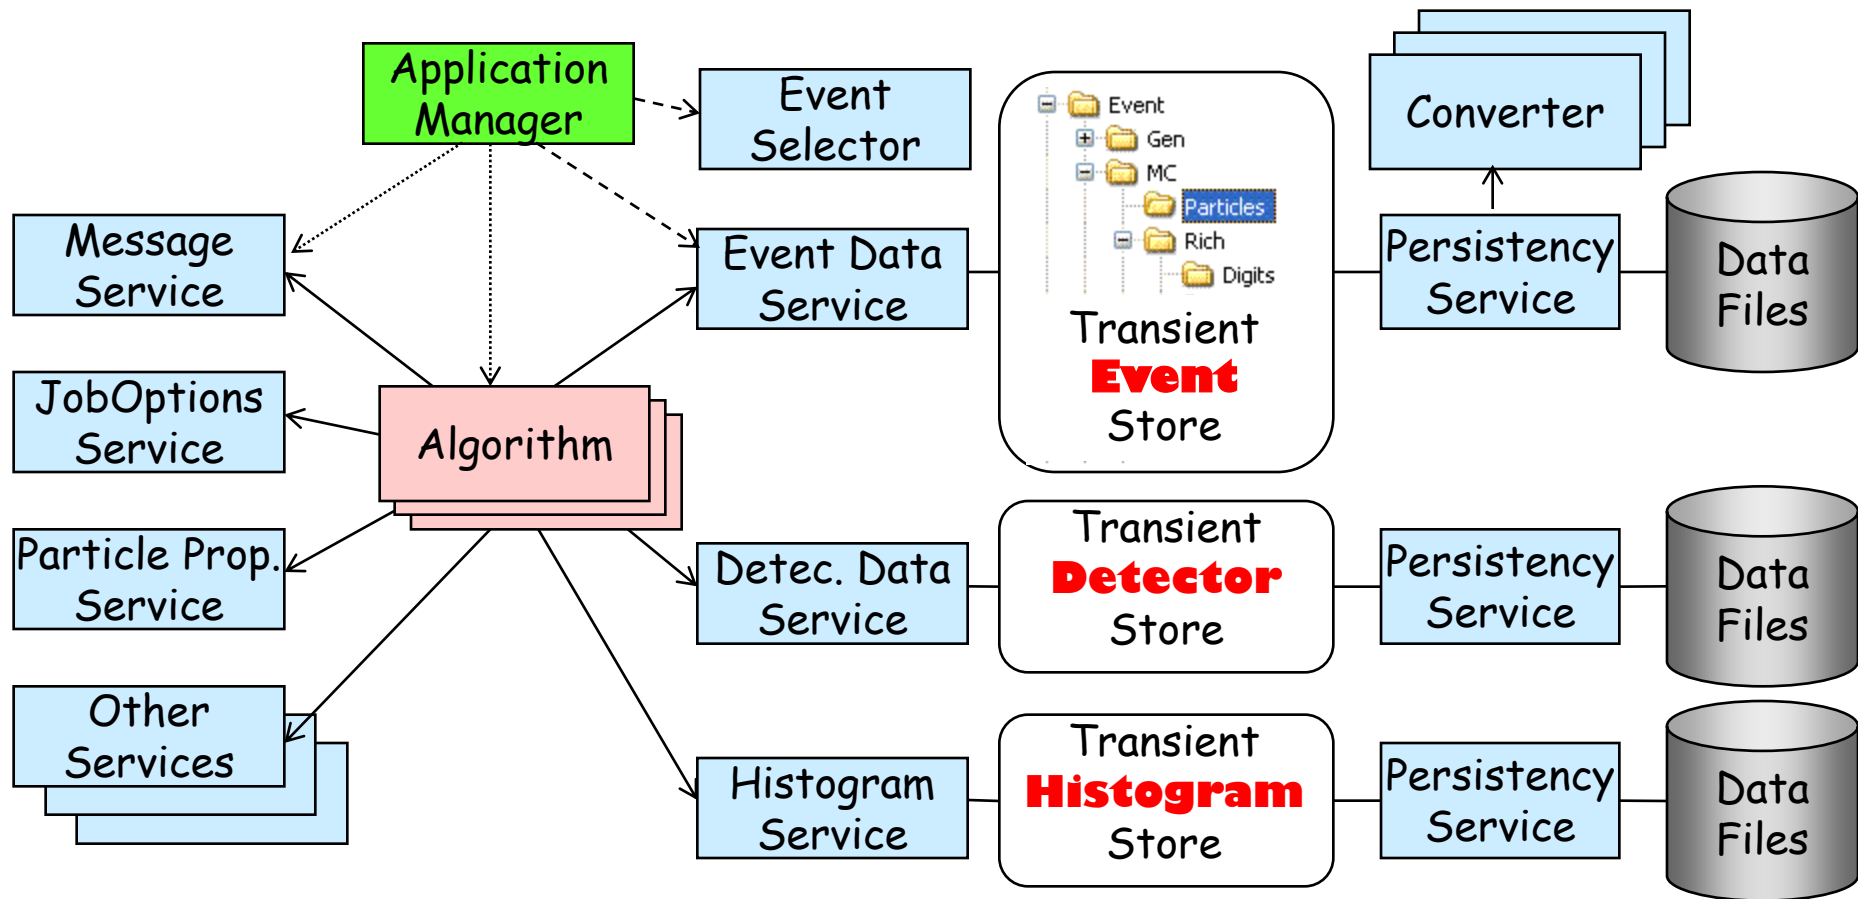 Application
Manager
Event
Selector
Event
Gen
MC
Particles
Rich
Digits
Transient
Event
Store
Converter
Message
Service
Event Data
Service
Persistency
Service
Data
Files
JobOptions
Service
Algorithm
Particle Prop.
Service
Detec. Data
Service
Transient
Detector
Store
Persistency
Service
Data
Files
Other
Services
Histogram
Service
Transient
Histogram
Store
Persistency
Service
Data
Files